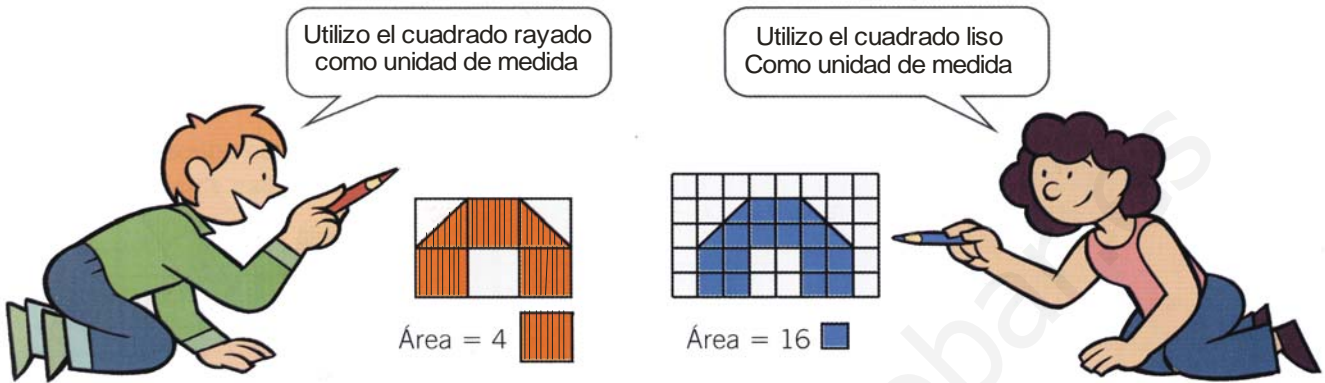 Utilizo el cuadrado rayado
como unidad de medida
Utilizo el cuadrado liso
Como unidad de medida
Área = 4
Área = 16